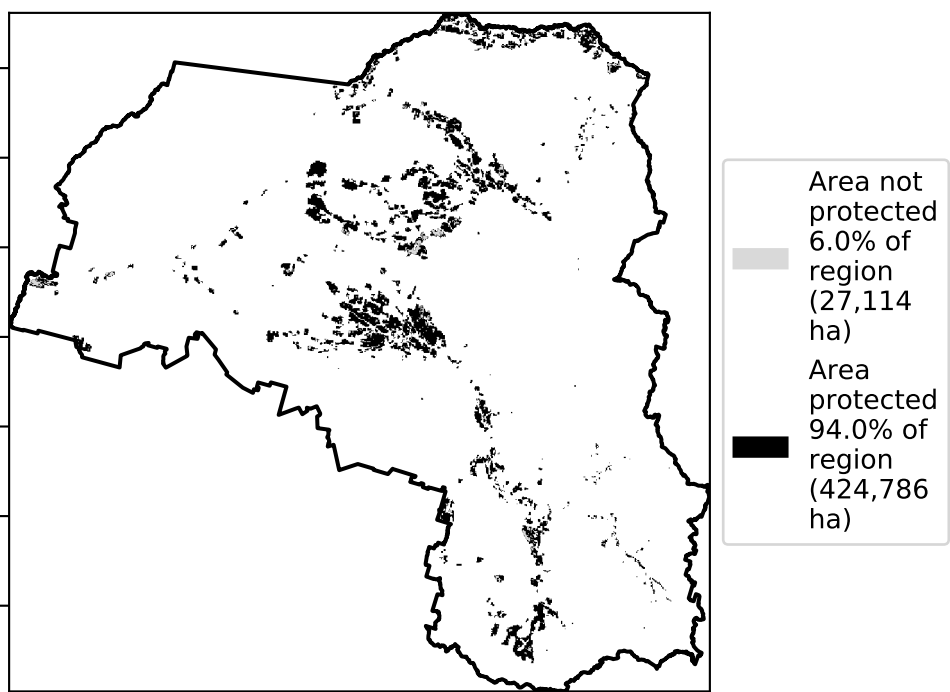 Area not
protected
6.0% of
region
(27,114
ha)
Area
protected
94.0% of
region
(424,786
ha)